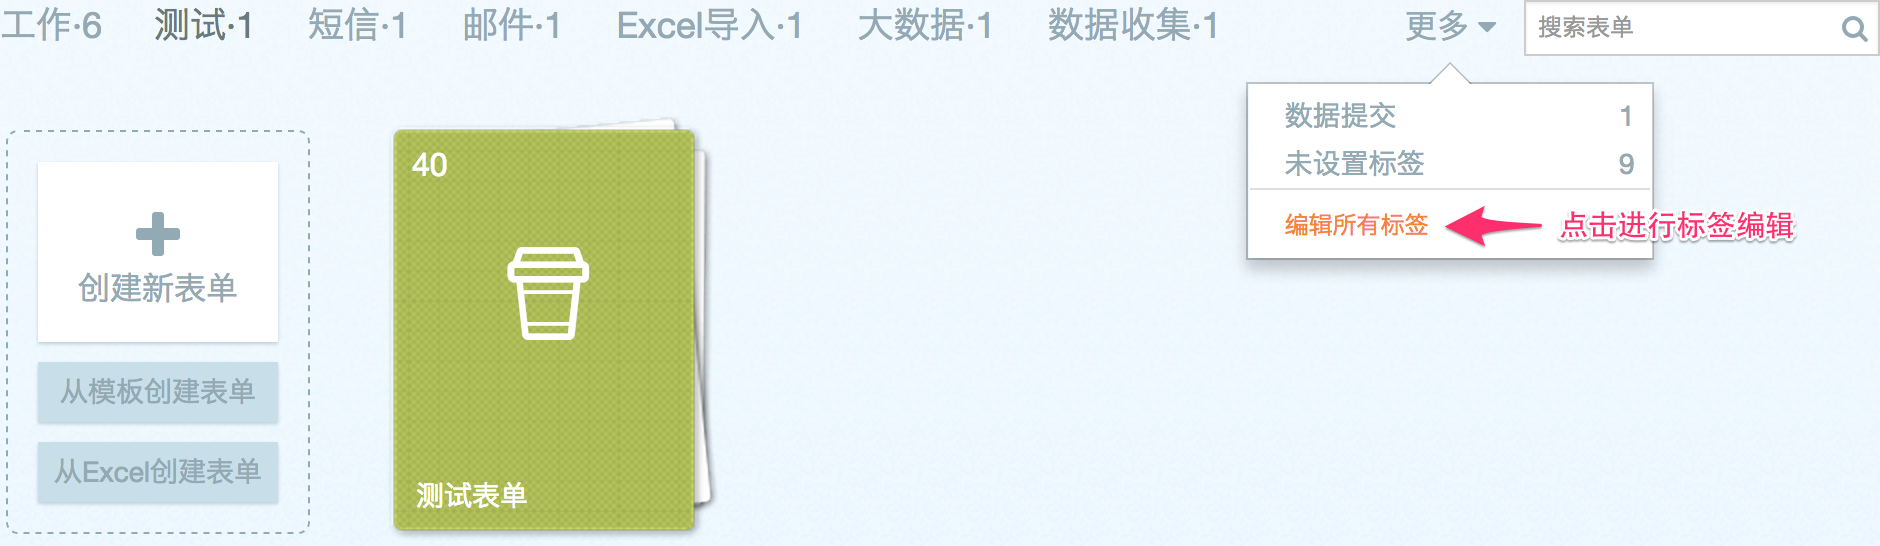 工作·6 测试·1 短信·1 邮件·1 Excel导入·1 大数据·1 数据收集·1 更多 搜索表单
数据提交 1
未设置标签 9
编辑所有标签 点击进行标签编辑
创建新表单
从模板创建表单
从Excel创建表单
40
测试表单